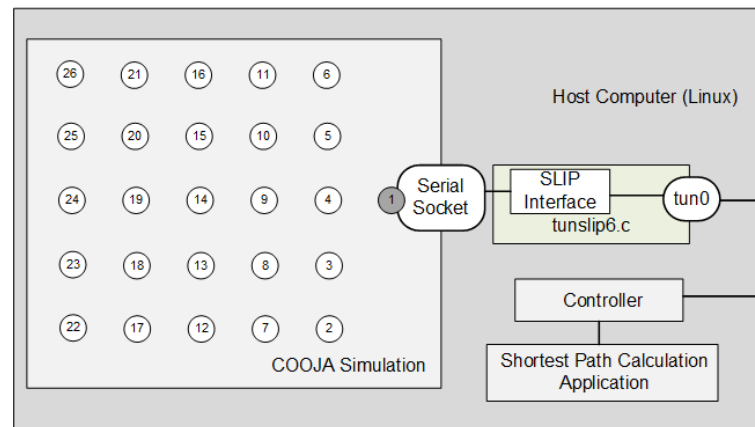 26 21 16 11 6
Host Computer (Linux)
25 20 15 10 5
Serial
Socket
SLIP
Interface
tun0
24 19 14 9 4 1
tunslip6.c
23 18 13 8 3
Controller
22 17 12 7 2
COOJA Simulation
Shortest Path Calculation
Application